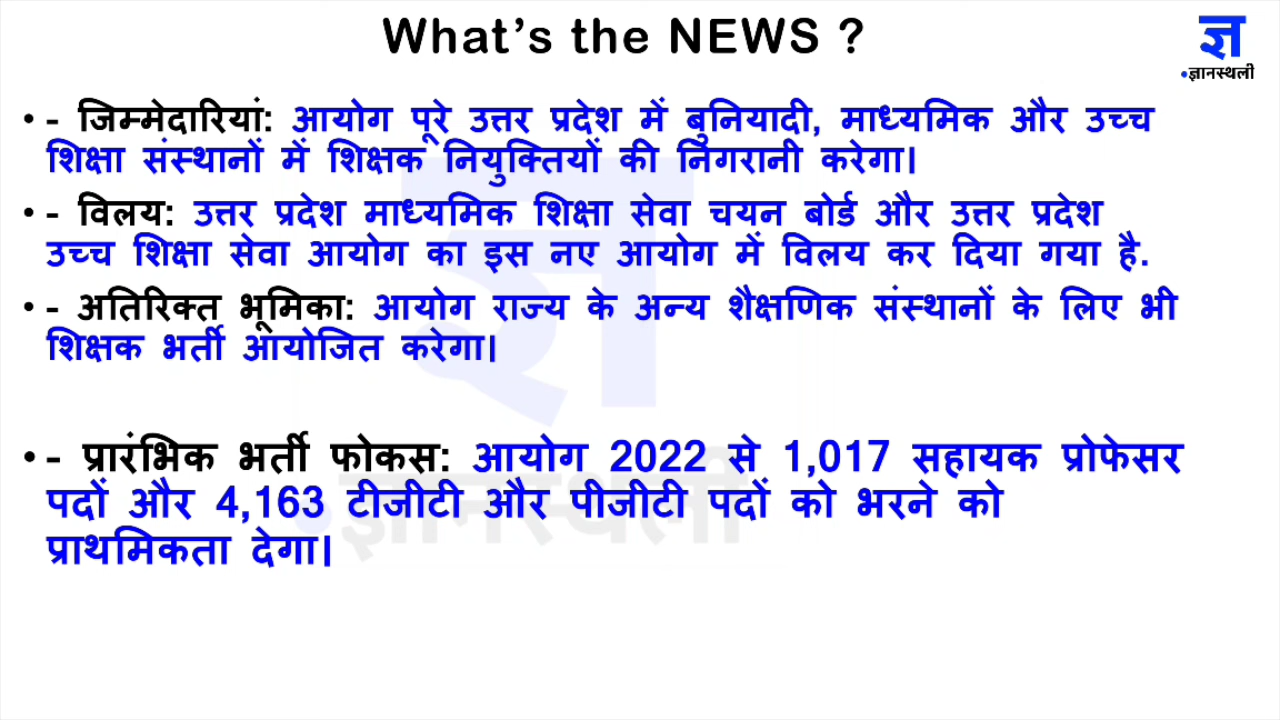 What's the NEWS ?
ज्ञ
•ज्ञानस्थली
• - जिम्मेदारियां: आयोग पूरे उत्तर प्रदेश में बुनियादी, माध्यमिक और उच्च
शिक्षा संस्थानों में शिक्षक नियुक्तियों की निगरानी करेगा।
• - विलय: उत्तर प्रदेश माध्यमिक शिक्षा सेवा चयन बोर्ड और उत्तर प्रदेश
उच्च शिक्षा सेवा आयोग का इस नए आयोग में विलय कर दिया गया है.
• - अतिरिक्त भूमिका: आयोग राज्य के अन्य शैक्षणिक संस्थानों के लिए भी
शिक्षक भर्ती आयोजित करेगा।
• - प्रारंभिक भर्ती फोकस: आयोग 2022 से 1,017 सहायक प्रोफेसर
पदों और 4,163 टीजीटी और पीजीटी पदों को भरने को
प्राथमिकता देगा।
ज्ञ
•ज्ञानस्थली